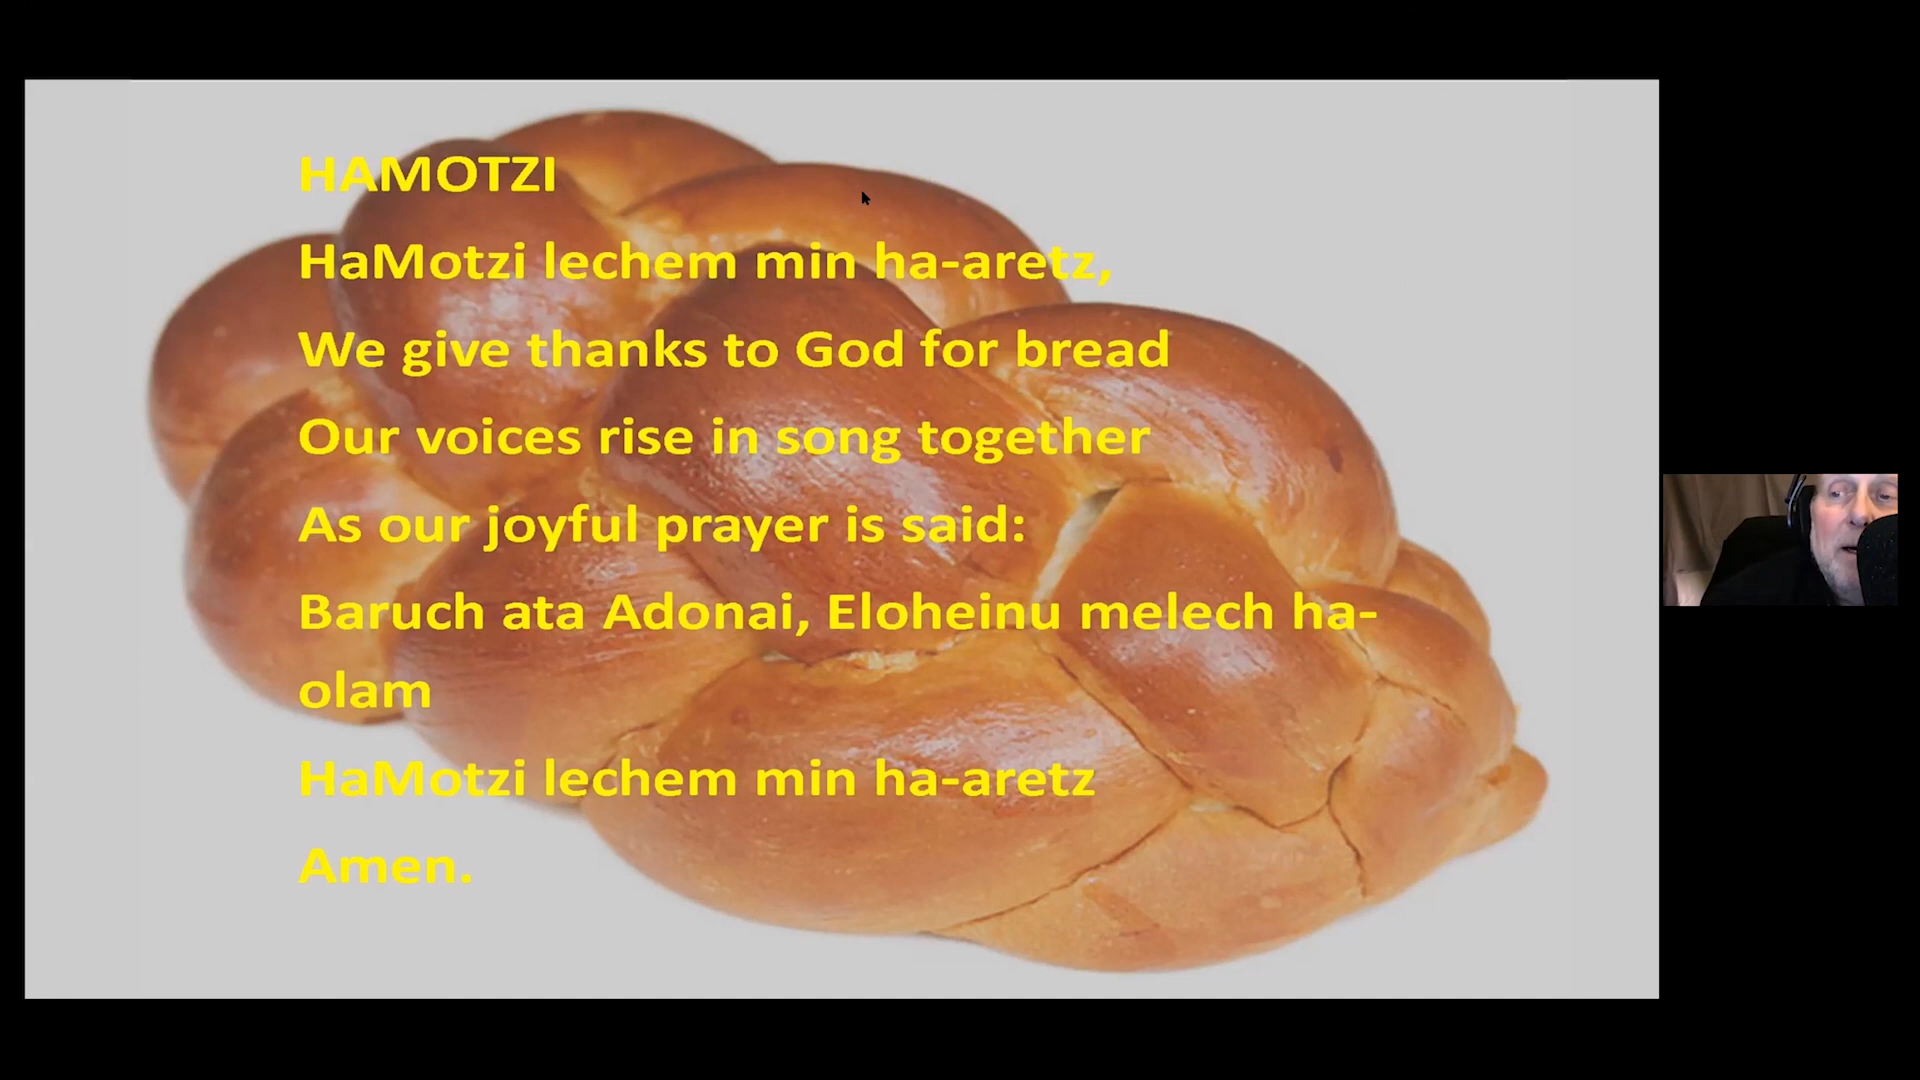 HAMOTZI
HaMotzi lechem min ha-aretz,
We give thanks to God for bread
Our voices rise in song together
As our joyful prayer is said:
Baruch ata Adonai, Eloheinu melech ha-
olam
HaMotzi lechem min ha-aretz
Amen.